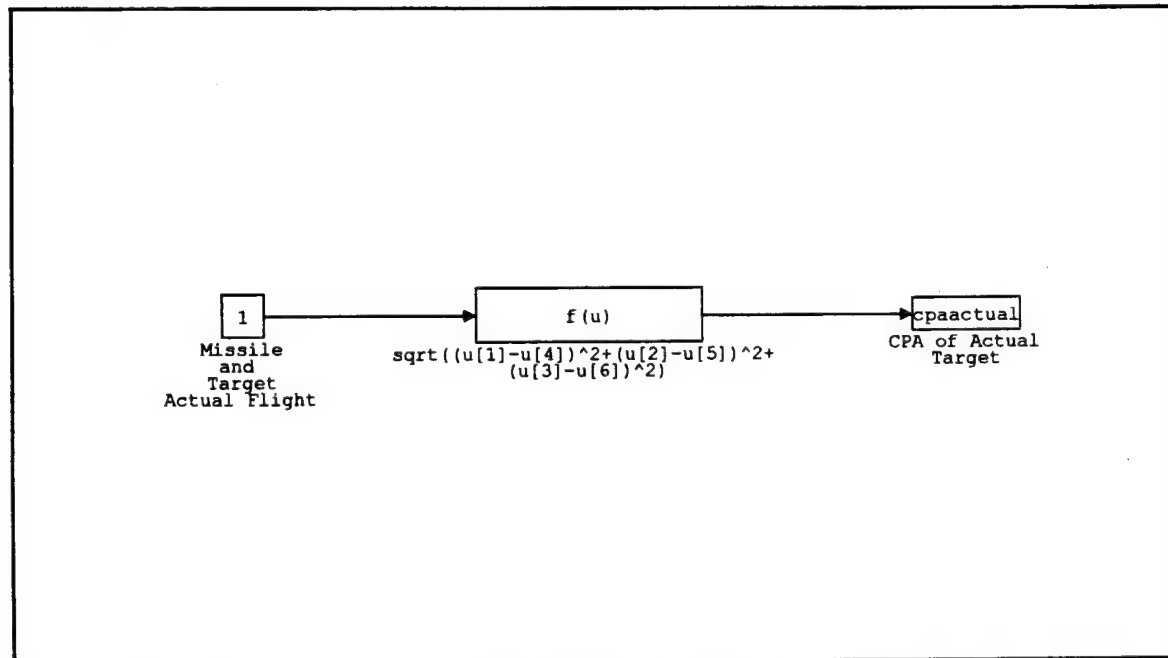 1
Missile
and
Target
Actual Flight
f(u)
sqrt((u[1]-u[4])^2+(u[2]-u[5])^2+
(u[3]-u[6])^2)
cpaactual
CPA of Actual
Target